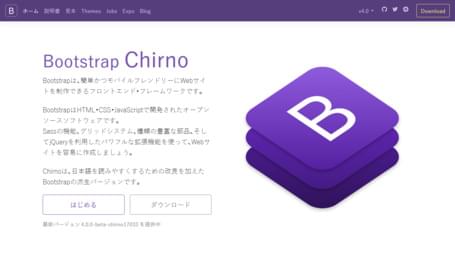 B ホーム 説明書 見本 Themes Jobs Expo Blog v4.0 Download
Bootstrap Chirno
Bootstrapは。簡単かつモバイルフレンドリーにWebサイ
トを制作できるフロントエンド・フレームワークです。
BootstrapはHTML・CSS・JavaScriptで開発されたオープン
ソースソフトウェアです。
Sassの機能。グリッドシステム。種類の豊富な部品。そし
てjQueryを利用したパワフルな拡張機能を使って。Webサ
イトを容易に作成しましょう。
Chirnoは。日本語を読みやすくするための改良を加えた
Bootstrapの派生バージョンです。
はじめる ダウンロード
最新バージョン 4.0.0-beta-chirno17033 を提供中
B